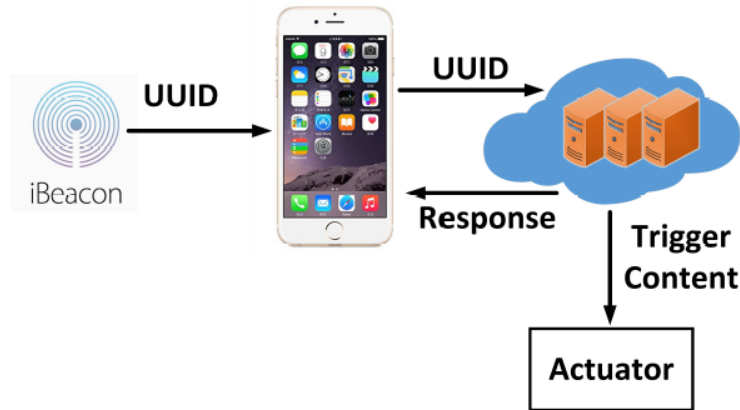 UUID
UUID
iBeacon
Response
Trigger
Content
Actuator